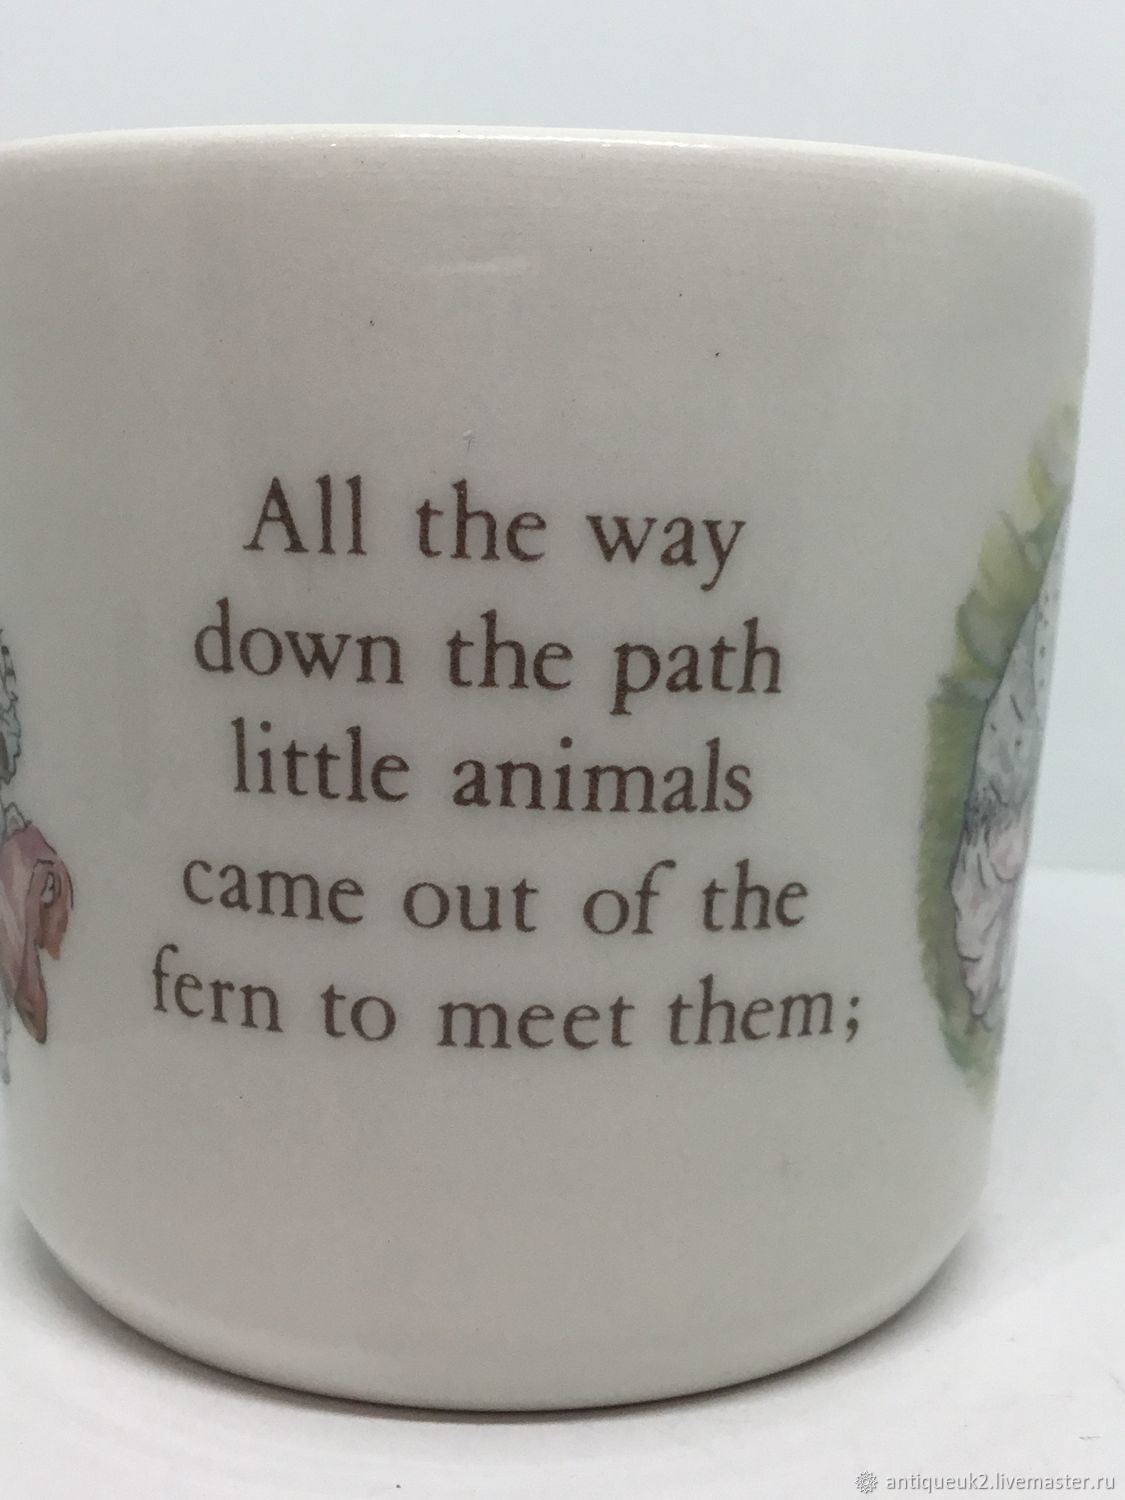 All the way
down the path
little animals
came out of the
fern to meet them;
antiqueuk2.livemaster.ru